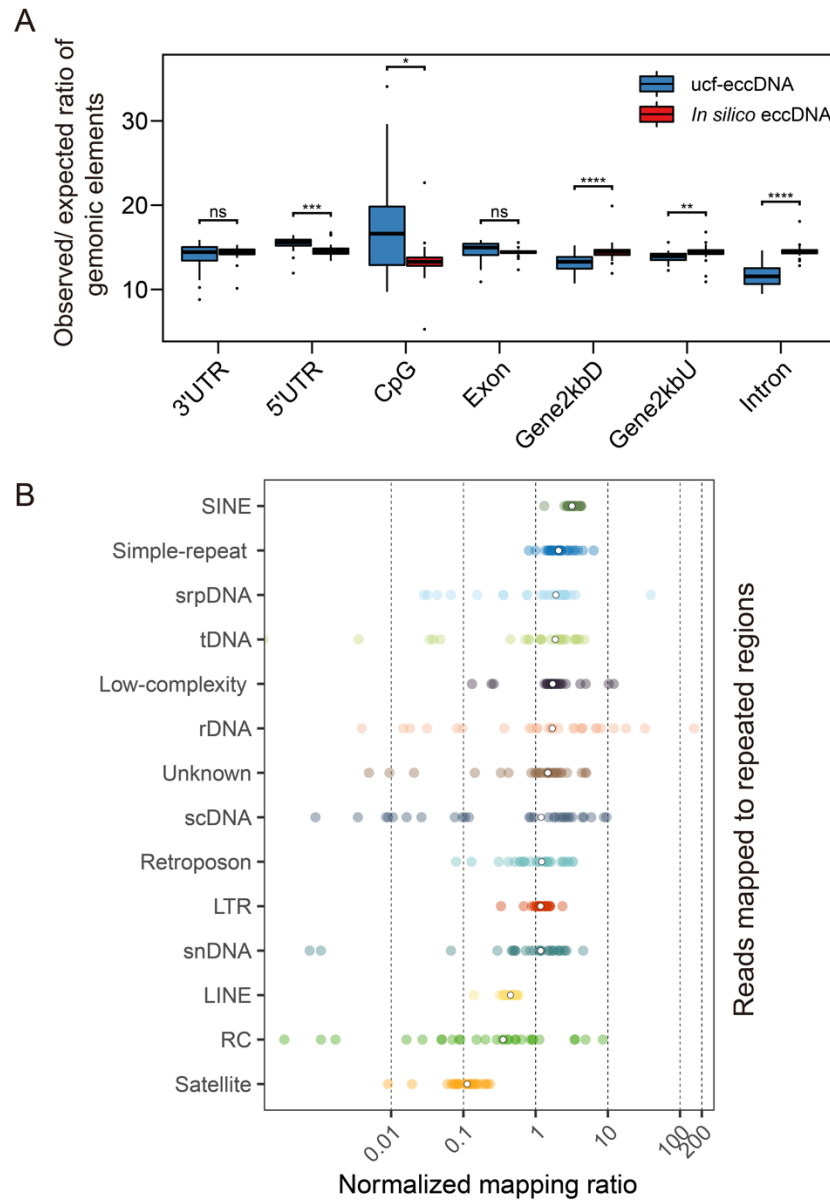 A
Observed/ expected ratio of
gemonic elements
30
20
10
ns
***
*
ns
****
**
****
ucf-eccDNA
In silico eccDNA
3'UTR
5'UTR
CpG
Exon
Gene2kbD
Gene2kbU
Intron
B
SINE
Simple-repeat
srpDNA
tDNA
Low-complexity
rDNA
Unknown
scDNA
Retroposon
LTR
snDNA
LINE
RC
Satellite
Reads mapped to repeated regions
0.01
0.1
1
10
100
200
Normalized mapping ratio